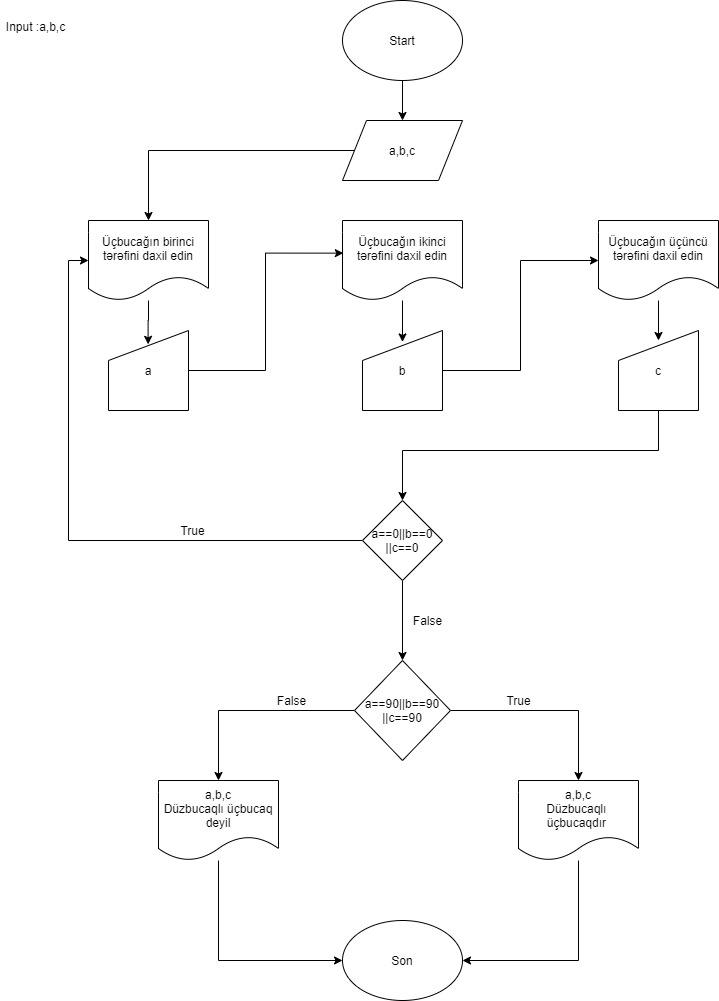 Input :a,b,c
Start
a,b,c
Üçbucağın birinci
tərəfini daxil edin
Üçbucağın ikinci
tərəfini daxil edin
Üçbucağın üçüncü
tərəfini daxil edin
a
b
c
True
a==0||b==0
||c==0
False
False
a==90||b==90
||c==90
True
a,b,c
Düzbucaqlı üçbucaq
deyil
a,b,c
Düzbucaqlı
üçbucaqdır
Son